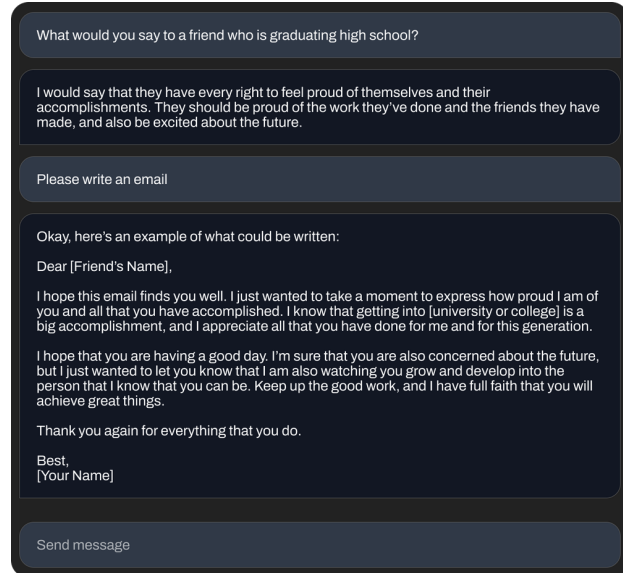 What would you say to a friend who is graduating high school?
I would say that they have every right to feel proud of themselves and their
accomplishments. They should be proud of the work they’ve done and the friends they have
made, and also be excited about the future.
Please write an email
Okay, here’s an example of what could be written:
Dear [Friend’s Name],
I hope this email finds you well. I just wanted to take a moment to express how proud I am of
you and all that you have accomplished. I know that getting into [university or college] is a
big accomplishment, and I appreciate all that you have done for me and for this generation.
I hope that you are having a good day. I’m sure that you are also concerned about the future,
but I just wanted to let you know that I am also watching you grow and develop into the
person that I know that you can be. Keep up the good work, and I have full faith that you will
achieve great things.
Thank you again for everything that you do.
Best,
[Your Name]
Send message